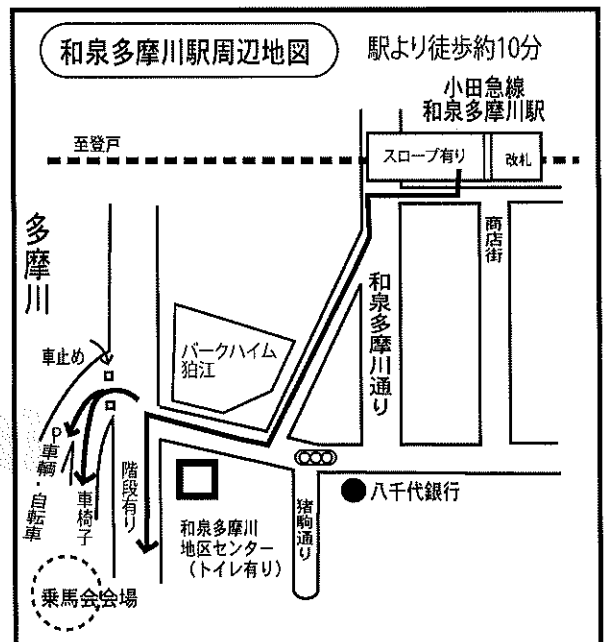 和泉多摩川駅周辺地図
駅より徒歩約10分
小田急線
和泉多摩川駅
至登戸
スロープ有り
改札
多摩川
商店街
和泉多摩川通り
車止め
パークハイム
狛江
P
車輌・自転車
車椅子
階段有り
和泉多摩川
地区センター
(トイレ有り)
猪駒通り
八千代銀行
乗馬会会場